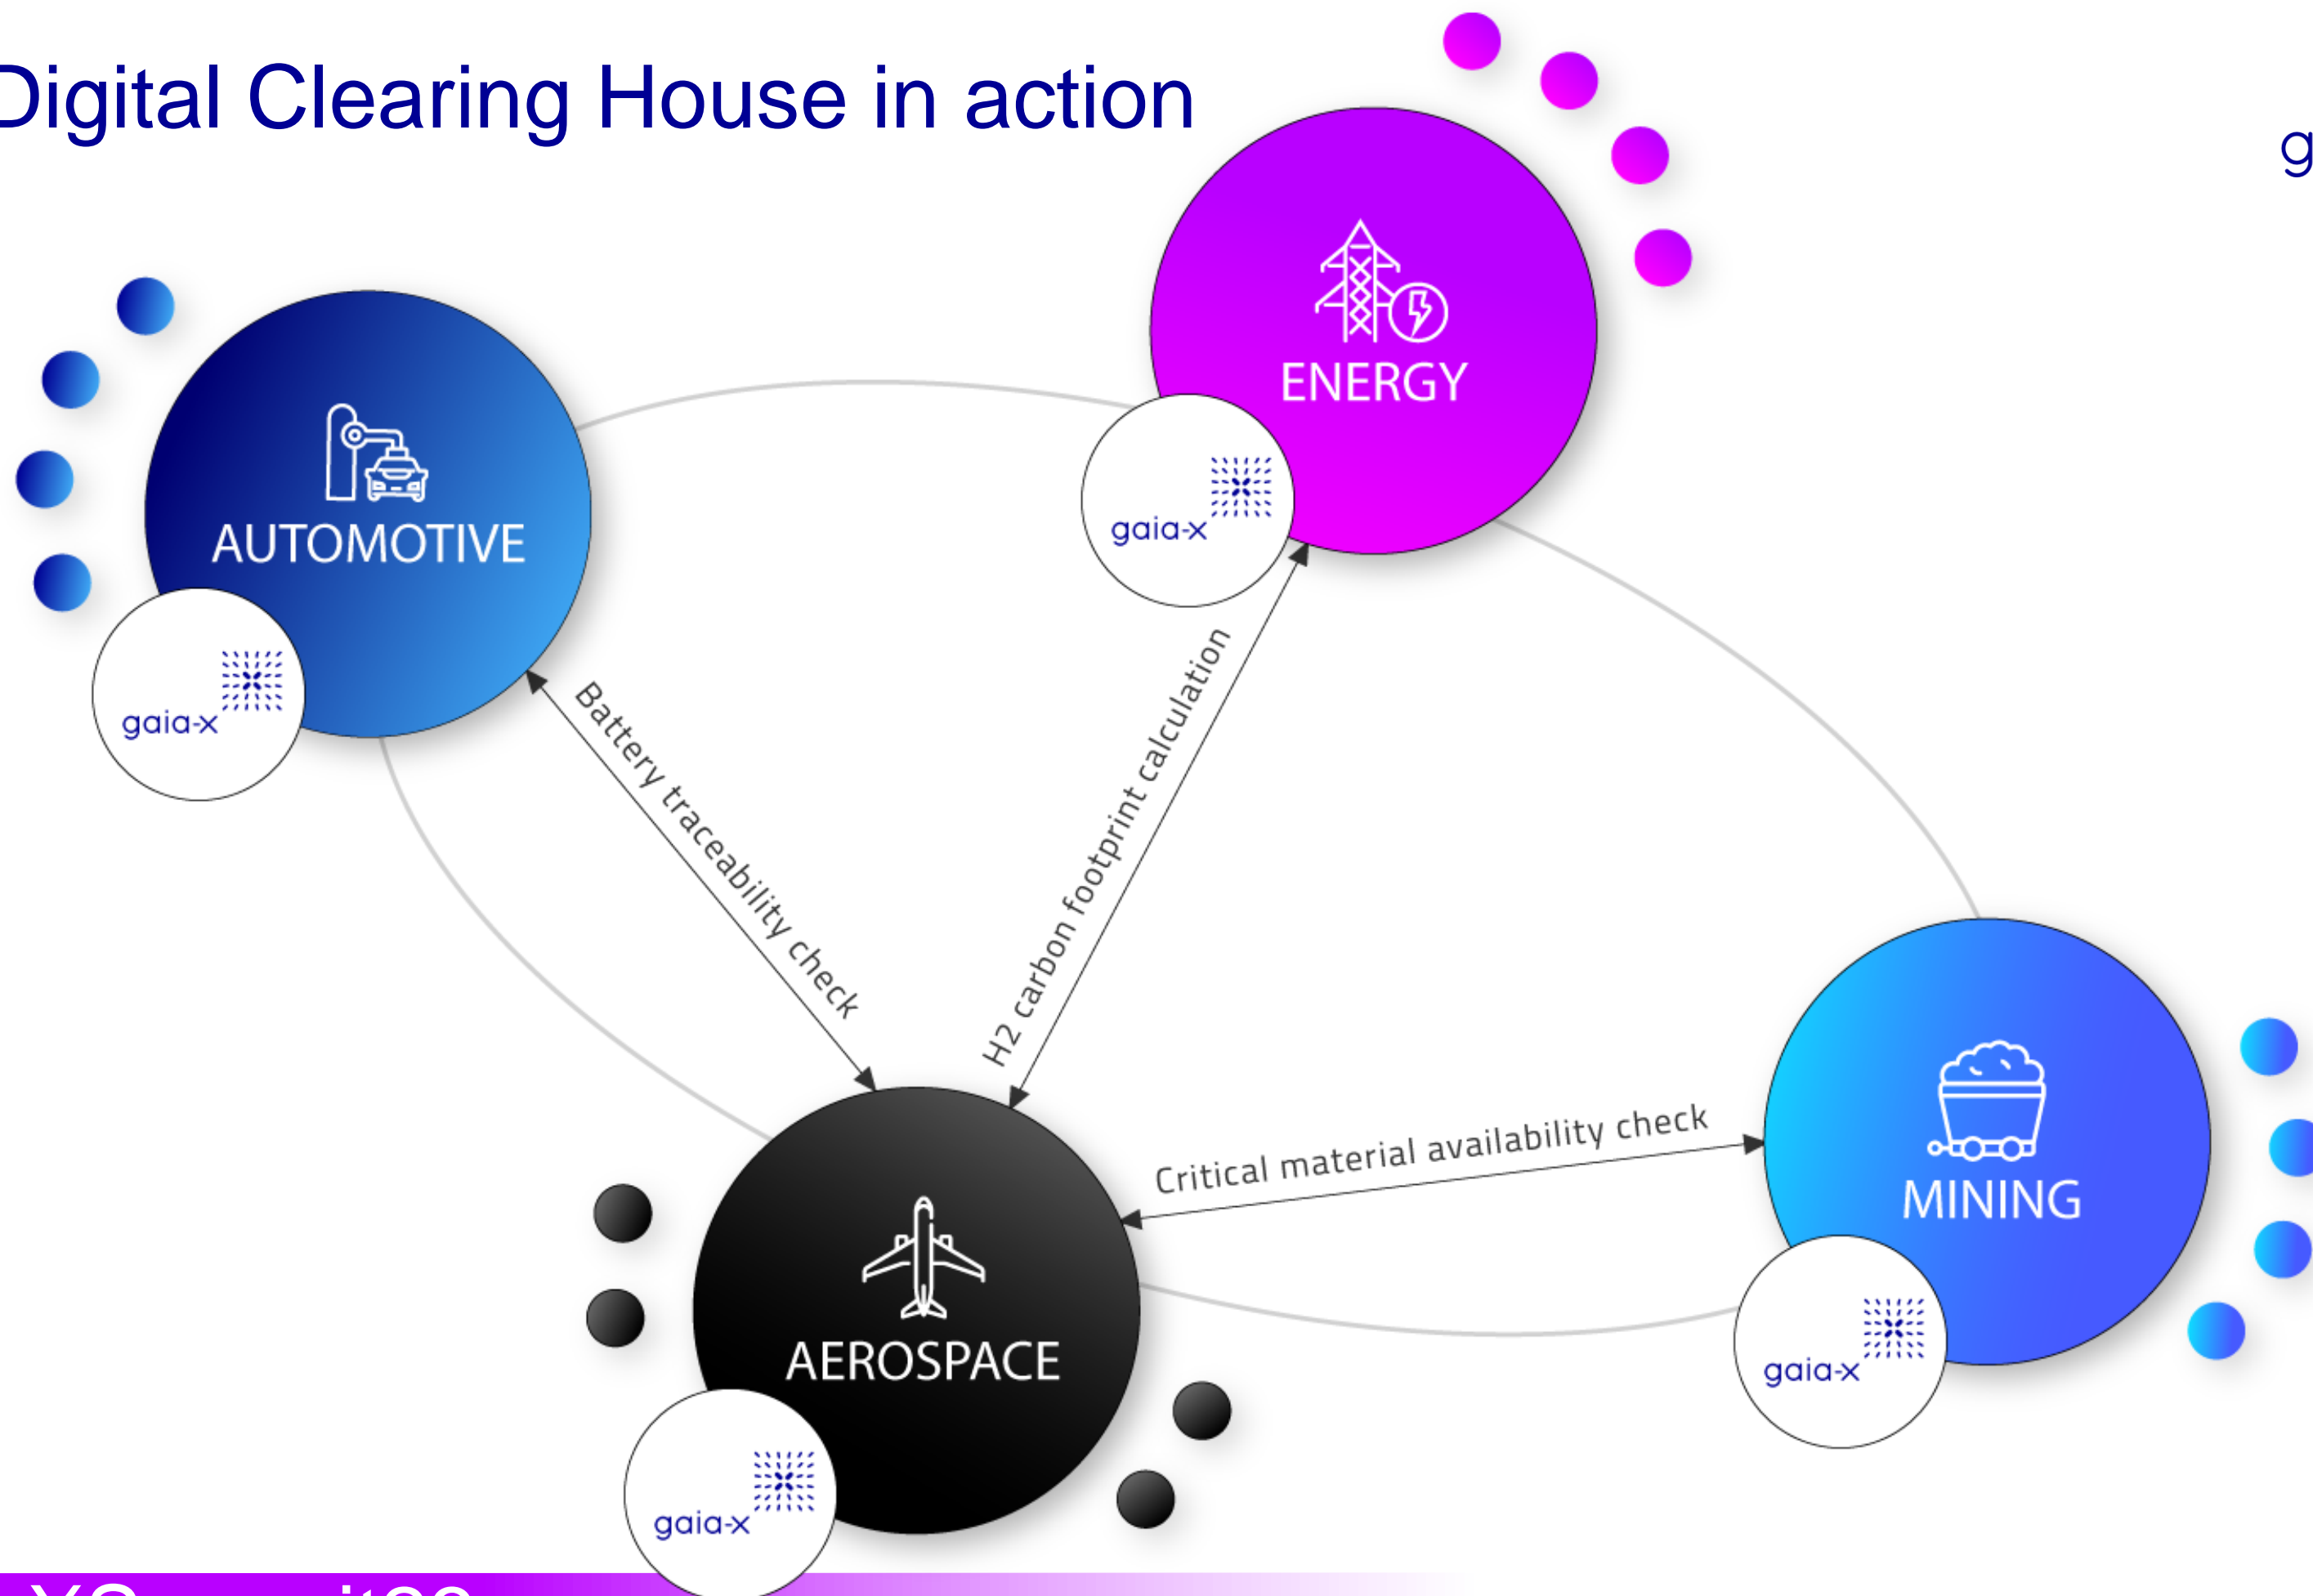 Digital Clearing House in action
ENERGY
gaia-x
AUTOMOTIVE
gaia-x
Battery traceability check
H2 carbon footprint calculation
Critical material availability check
MINING
gaia-x
AEROSPACE
gaia-x